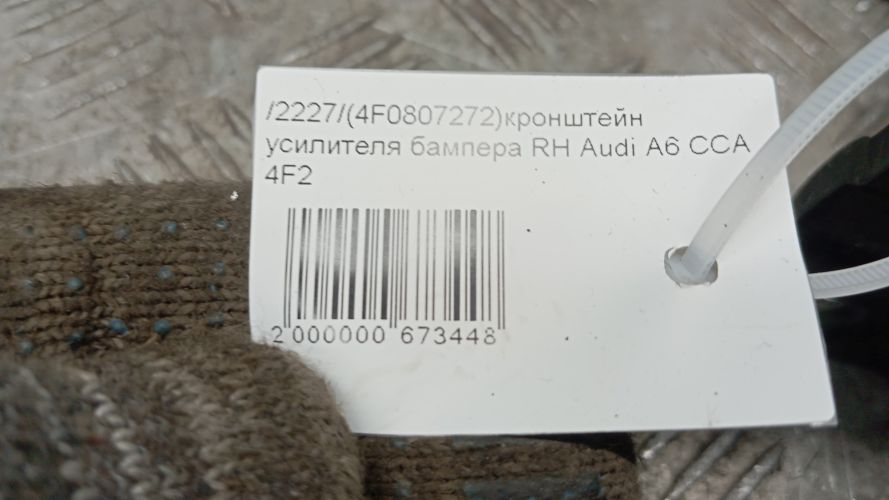 /2227/(4F0807272)кронштейн
усилителя бампера RH Audi A6 CCA
4F2
2 000000 673448